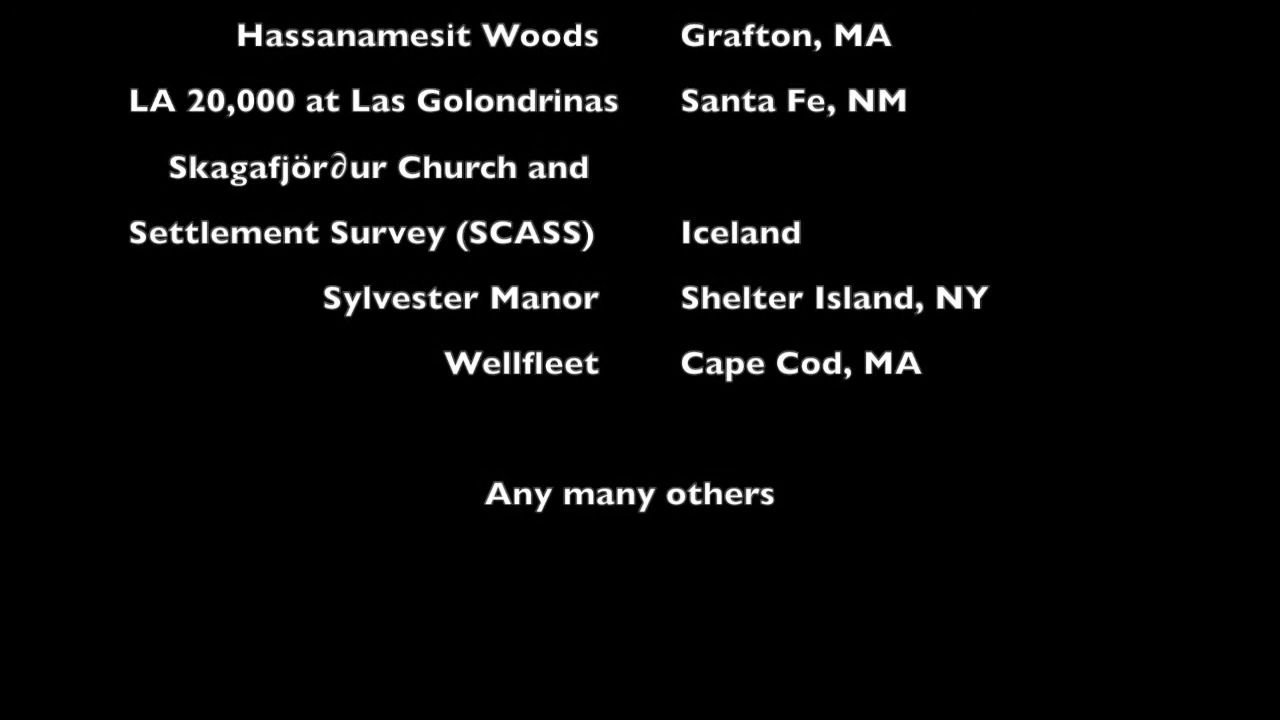 Hassanamesit Woods Grafton, MA
LA 20,000 at Las Golondrinas Santa Fe, NM
Skagafjör∂ur Church and
Settlement Survey (SCASS) Iceland
Sylvester Manor Shelter Island, NY
Wellfleet Cape Cod, MA
Any many others